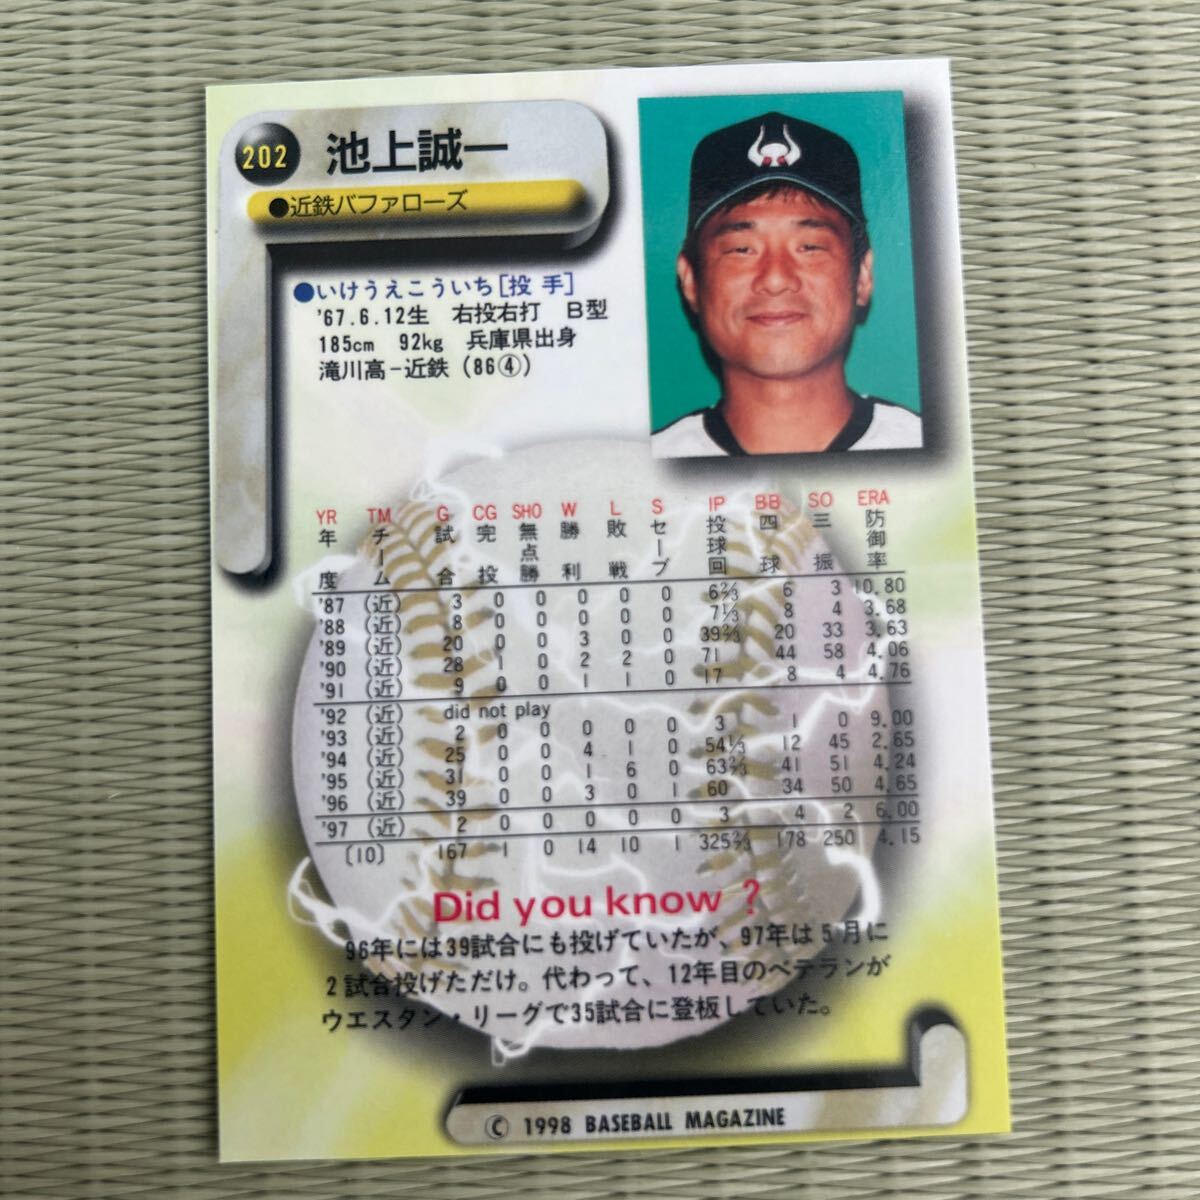 202 池上誠一
●近鉄バファローズ
●いけうえこういち[投 手]
'67.6.12生 右投右打 B型
185cm 92kg 兵庫県出身
滝川高-近鉄(86④)
YR TM G CG SHO W L S IP BB SO ERA
年度 チーム 試合 完投 無点勝 勝利 敗戦 セーブ 投球回 四球 三振 防御率
'87 (近) 3 0 0 0 0 0 6⅔ 6 3 10.80
'88 (近) 8 0 0 0 0 0 7⅓ 8 4 3.68
'89 (近) 20 0 0 3 0 0 39⅔ 20 33 3.63
'90 (近) 28 1 0 2 2 0 71 44 58 4.06
'91 (近) 9 0 0 1 1 0 17 8 4 4.76
'92 (近) did not play
'93 (近) 2 0 0 0 0 0 3 1 0 9.00
'94 (近) 25 0 0 4 1 0 54⅓ 12 45 2.65
'95 (近) 31 0 0 1 6 0 63⅔ 41 51 4.24
'96 (近) 39 0 0 3 0 1 60 34 50 4.65
'97 (近) 2 0 0 0 0 0 3 4 2 6.00
(10) 167 1 0 14 10 1 325⅔ 178 250 4.15
Did you know ?
96年には39試合にも投げていたが、97年は5月に
2試合投げただけ。代わって、12年目のベテランが
ウエスタン・リーグで35試合に登板していた。
© 1998 BASEBALL MAGAZINE